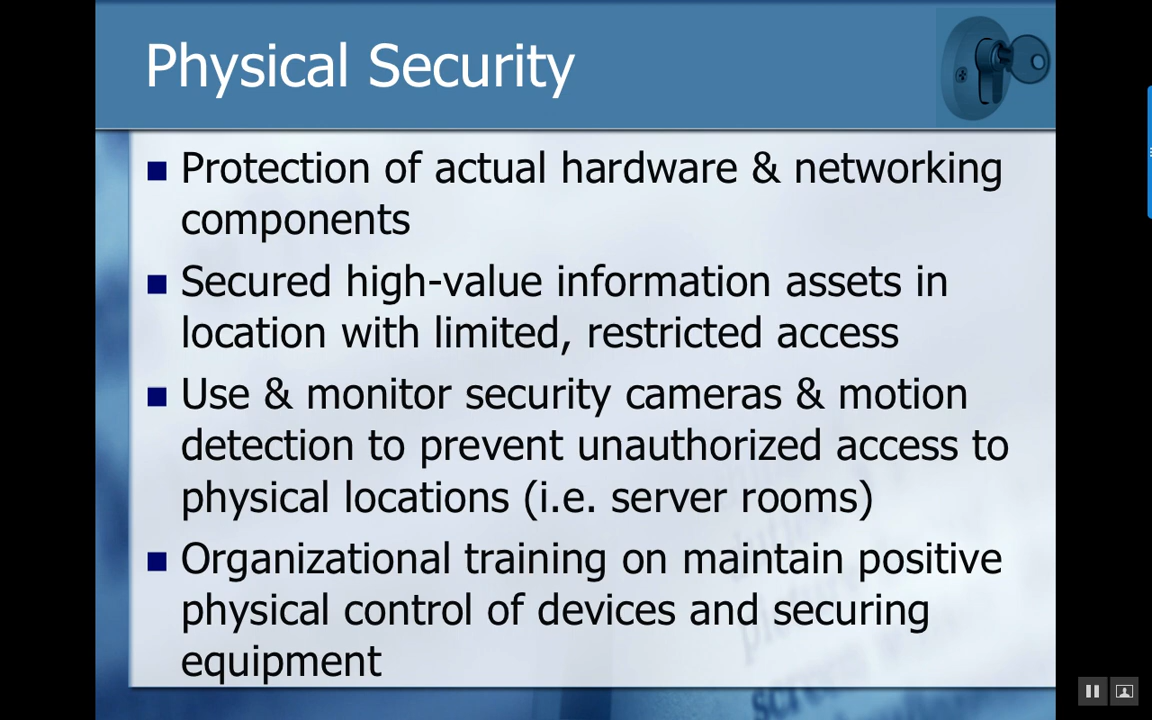 Physical Security
Protection of actual hardware & networking
components
Secured high-value information assets in
location with limited, restricted access
Use & monitor security cameras & motion
detection to prevent unauthorized access to
physical locations (i.e. server rooms)
Organizational training on maintain positive
physical control of devices and securing
equipment